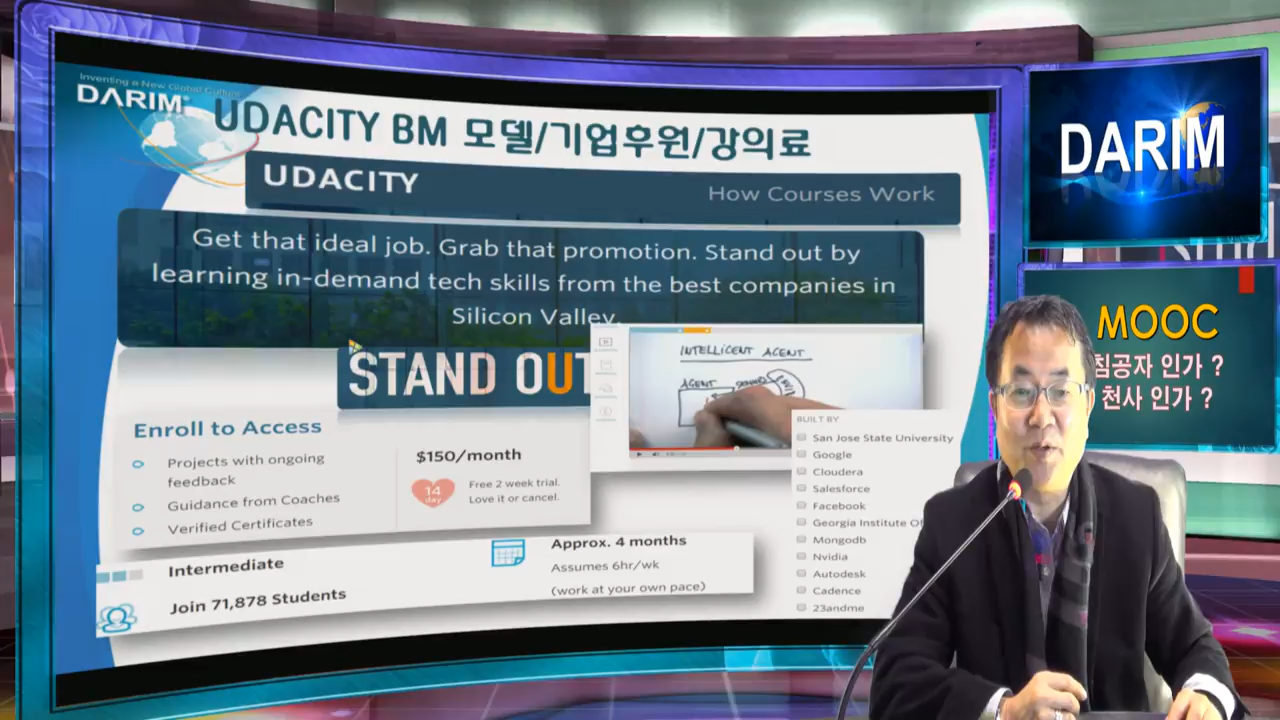 Inventing a New Global Culture
DARIM
UDACITY BM 모델/기업후원/강의료
UDACITY
How Courses Work
Get that ideal job. Grab that promotion. Stand out by
learning in-demand tech skills from the best companies in
Silicon Valley.
STAND OUT
INTELLIGENT AGENT
AGENT
Enroll to Access
Projects with ongoing
feedback
Guidance from Coaches
Verified Certificates
$150/month
14
day
Free 2 week trial.
Love it or cancel.
Intermediate
Join 71,878 Students
Approx. 4 months
Assumes 6hr/wk
(work at your own pace)
BUILT BY
San Jose State University
Google
Cloudera
Salesforce
Facebook
Georgia Institute Of
Mongodb
Nvidia
Autodesk
Cadence
23andme
DARIM
MOOC
침공자 인가 ?
천사 인가 ?